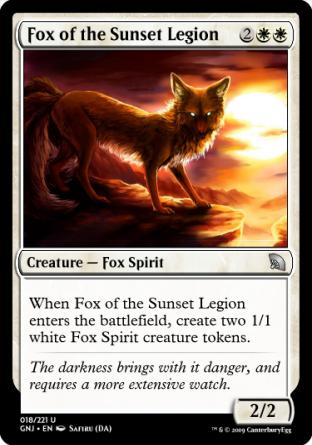 Fox of the Sunset Legion 2
Creature — Fox Spirit
When Fox of the Sunset Legion
enters the battlefield, create two 1/1
white Fox Spirit creature tokens.
The darkness brings with it danger, and
requires a more extensive watch.
2/2
018/221 U
GNJ • EN SAFIRU (DA)
™ & © 2019 CanterburyEgg